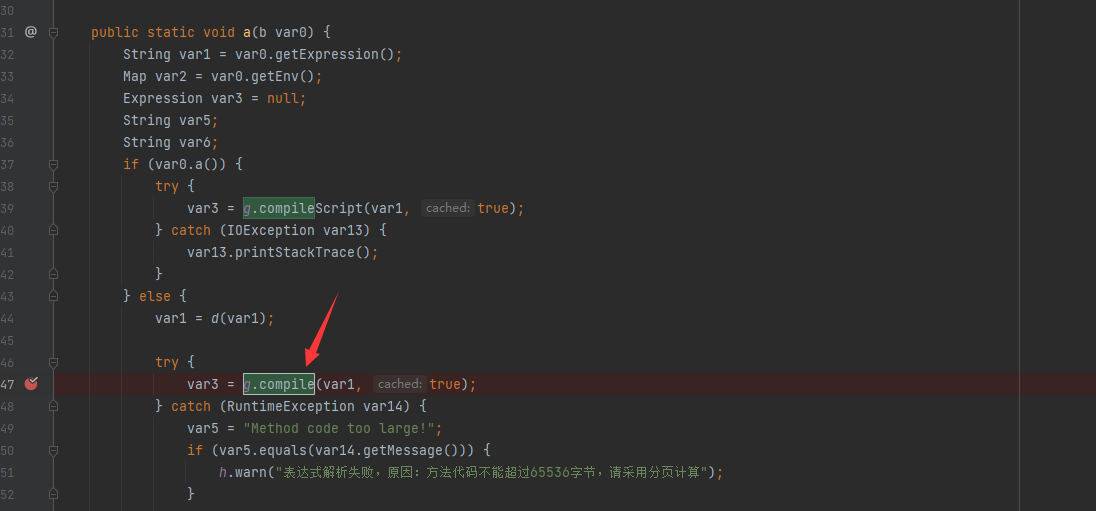 30
31 @ public static void a(b var0) {
32 String var1 = var0.getExpression();
33 Map var2 = var0.getEnv();
34 Expression var3 = null;
35 String var5;
36 String var6;
37 if (var0.a()) {
38 try {
39 var3 = g.compileScript(var1, cached: true);
40 } catch (IOException var13) {
41 var13.printStackTrace();
42 }
43 } else {
44 var1 = d(var1);
45
46 try {
47 var3 = g.compile(var1, cached: true);
48 } catch (RuntimeException var14) {
49 var5 = "Method code too large!";
50 if (var5.equals(var14.getMessage())) {
51 h.warn("表达式解析失败，原因：方法代码不能超过65536字节，请采用分页计算");
52 }